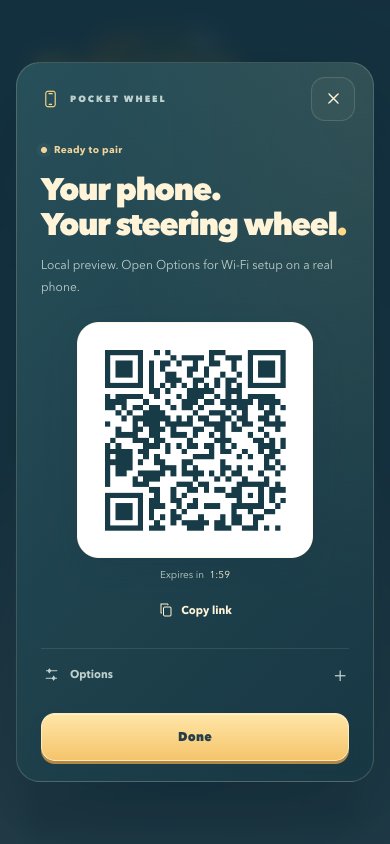 POCKET WHEEL
Ready to pair
Your phone.
Your steering wheel.
Local preview. Open Options for Wi-Fi setup on a real
phone.
Expires in 1:59
Copy link
Options
Done